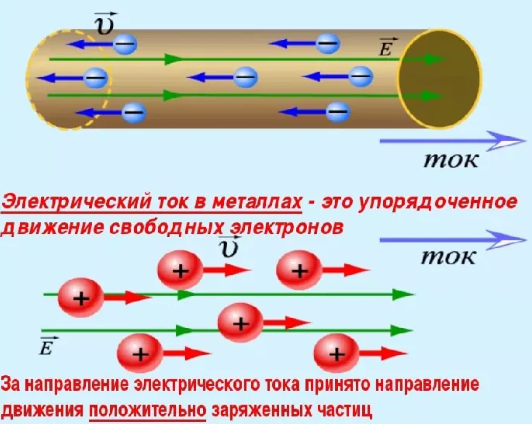 υ⃗
E⃗
ток
Электрический ток в металлах - это упорядоченное
движение свободных электронов
υ⃗
ток
E⃗
За направление электрического тока принято направление
движения положительно заряженных частиц